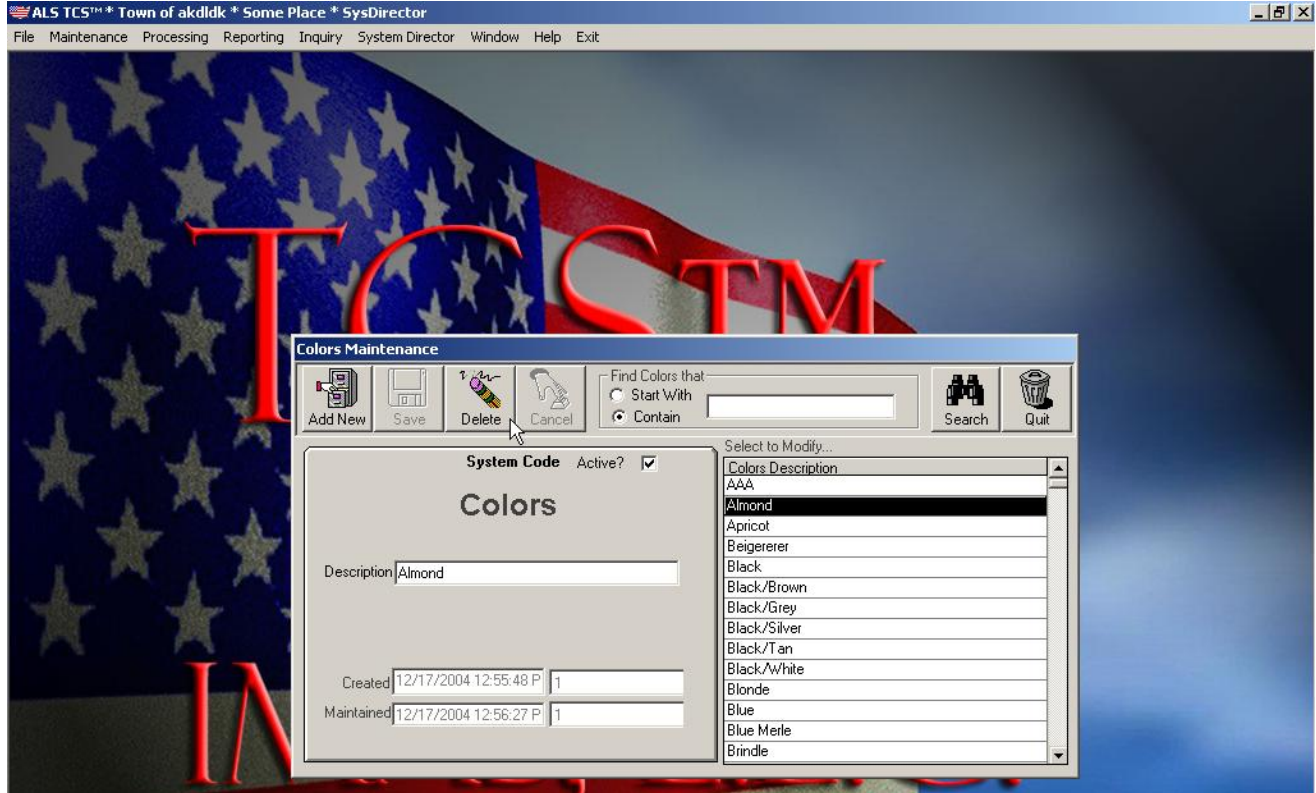 ALS TCS™* Town of akdldk * Some Place * SysDirector
File Maintenance Processing Reporting Inquiry System Director Window Help Exit
TCSTM
Colors Maintenance
Add New Save Delete Cancel
Find Colors that
Start With
Contain
Search Quit
System Code Active?
Colors
Description Almond
Created 12/17/2004 12:55:48 P 1
Maintained 12/17/2004 12:56:27 P 1
Select to Modify...
Colors Description
AAA
Almond
Apricot
Beigererer
Black
Black/Brown
Black/Grey
Black/Silver
Black/Tan
Black/White
Blonde
Blue
Blue Merle
Brindle